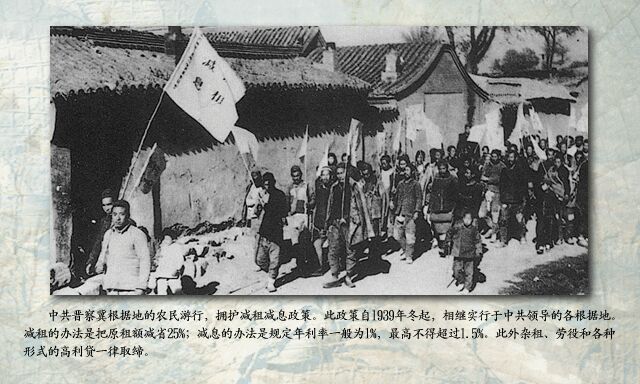 中共晋察冀根据地的农民游行，拥护减租减息政策。此政策自1939年冬起，相继实行于中共领导的各根据地。
减租的办法是把原租额减省25%；减息的办法是规定年利率一般为1%，最高不得超过1.5%。此外杂租、劳役和各种
形式的高利贷一律取缔。